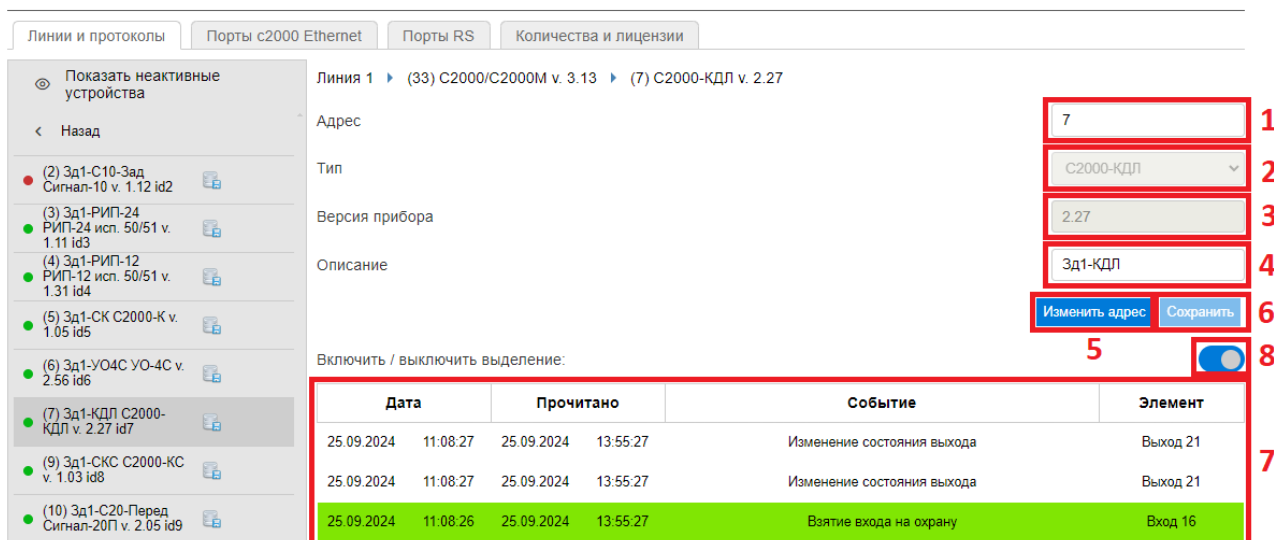 Линии и протоколы Порты с2000 Ethernet Порты RS Количества и лицензии
Показать неактивные
устройства
Назад
(2) Зд1-С10-Зад
Сигнал-10 v. 1.12 id2
(3) Зд1-РИП-24
РИП-24 исп. 50/51 v.
1.11 id3
(4) Зд1-РИП-12
РИП-12 исп. 50/51 v.
1.31 id4
(5) Зд1-СК С2000-К v.
1.05 id5
(6) Зд1-УО4С УО-4С v.
2.56 id6
(7) Зд1-КДЛ С2000-
КДЛ v. 2.27 id7
(9) Зд1-СКС С2000-КС
v. 1.03 id8
(10) Зд1-С20-Перед
Сигнал-20П v. 2.05 id9
Линия 1 (33) С2000/С2000М v. 3.13 (7) С2000-КДЛ v. 2.27
Адрес 7 1
Тип С2000-КДЛ 2
Версия прибора 2.27 3
Описание Зд1-КДЛ 4
Изменить адрес Сохранить 6
5
Включить / выключить выделение: 8
Дата Прочитано Событие Элемент
25.09.2024 11:08:27 25.09.2024 13:55:27 Изменение состояния выхода Выход 21
7
25.09.2024 11:08:27 25.09.2024 13:55:27 Изменение состояния выхода Выход 21
25.09.2024 11:08:26 25.09.2024 13:55:27 Взятие входа на охрану Вход 16